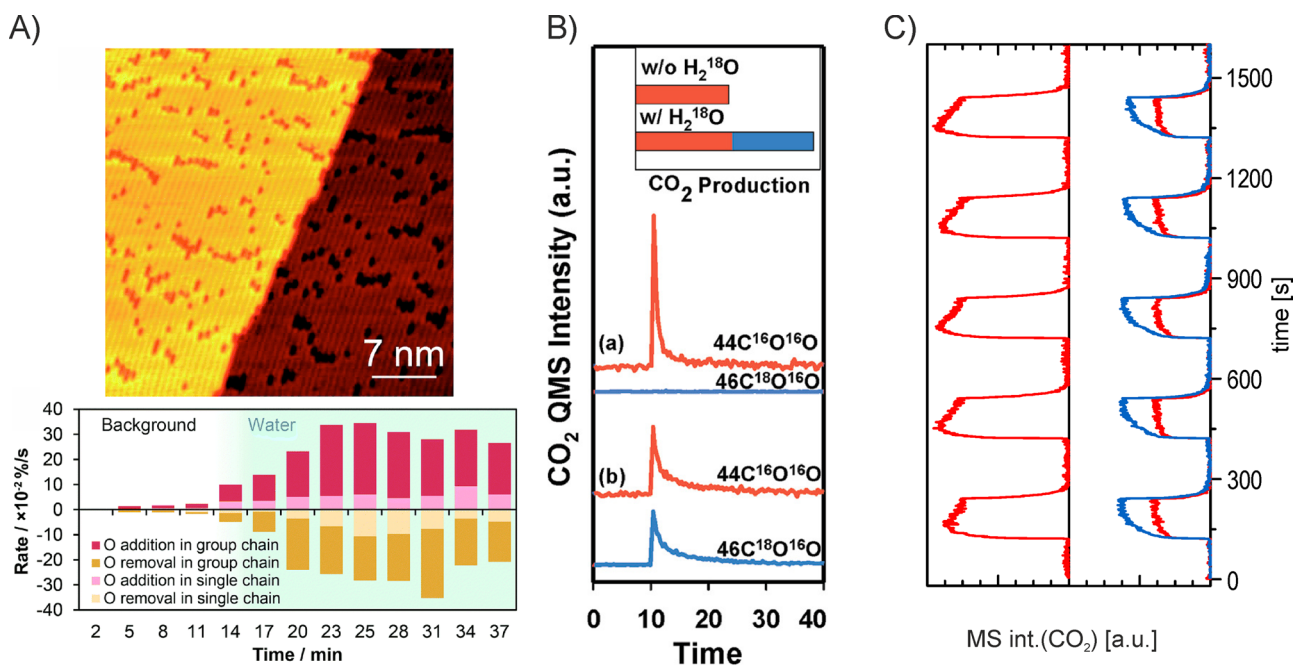 A)
7 nm
Rate / ×10⁻² %/s
40
30
20
10
0
-10
-20
-30
-40
Background
Water
O addition in group chain
O removal in group chain
O addition in single chain
O removal in single chain
2 5 8 11 14 17 20 23 25 28 31 34 37
Time / min
B)
CO₂ QMS Intensity (a.u.)
w/o H₂¹⁸O
w/ H₂¹⁸O
CO₂ Production
(a)
44C¹⁶O¹⁶O
46C¹⁸O¹⁶O
(b)
44C¹⁶O¹⁶O
46C¹⁸O¹⁶O
0 10 20 30 40
Time
C)
1500
1200
900
600
300
0
time [s]
MS int.(CO₂) [a.u.]